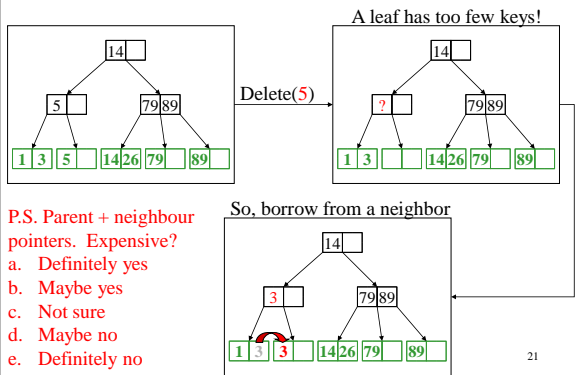 A leaf has too few keys!
14
5 79 89
1 3 5 14 26 79 89
Delete(5)
14
? 79 89
1 3 14 26 79 89
P.S. Parent + neighbour
pointers. Expensive?
a. Definitely yes
b. Maybe yes
c. Not sure
d. Maybe no
e. Definitely no
So, borrow from a neighbor
14
3 79 89
1 3 3 14 26 79 89
21